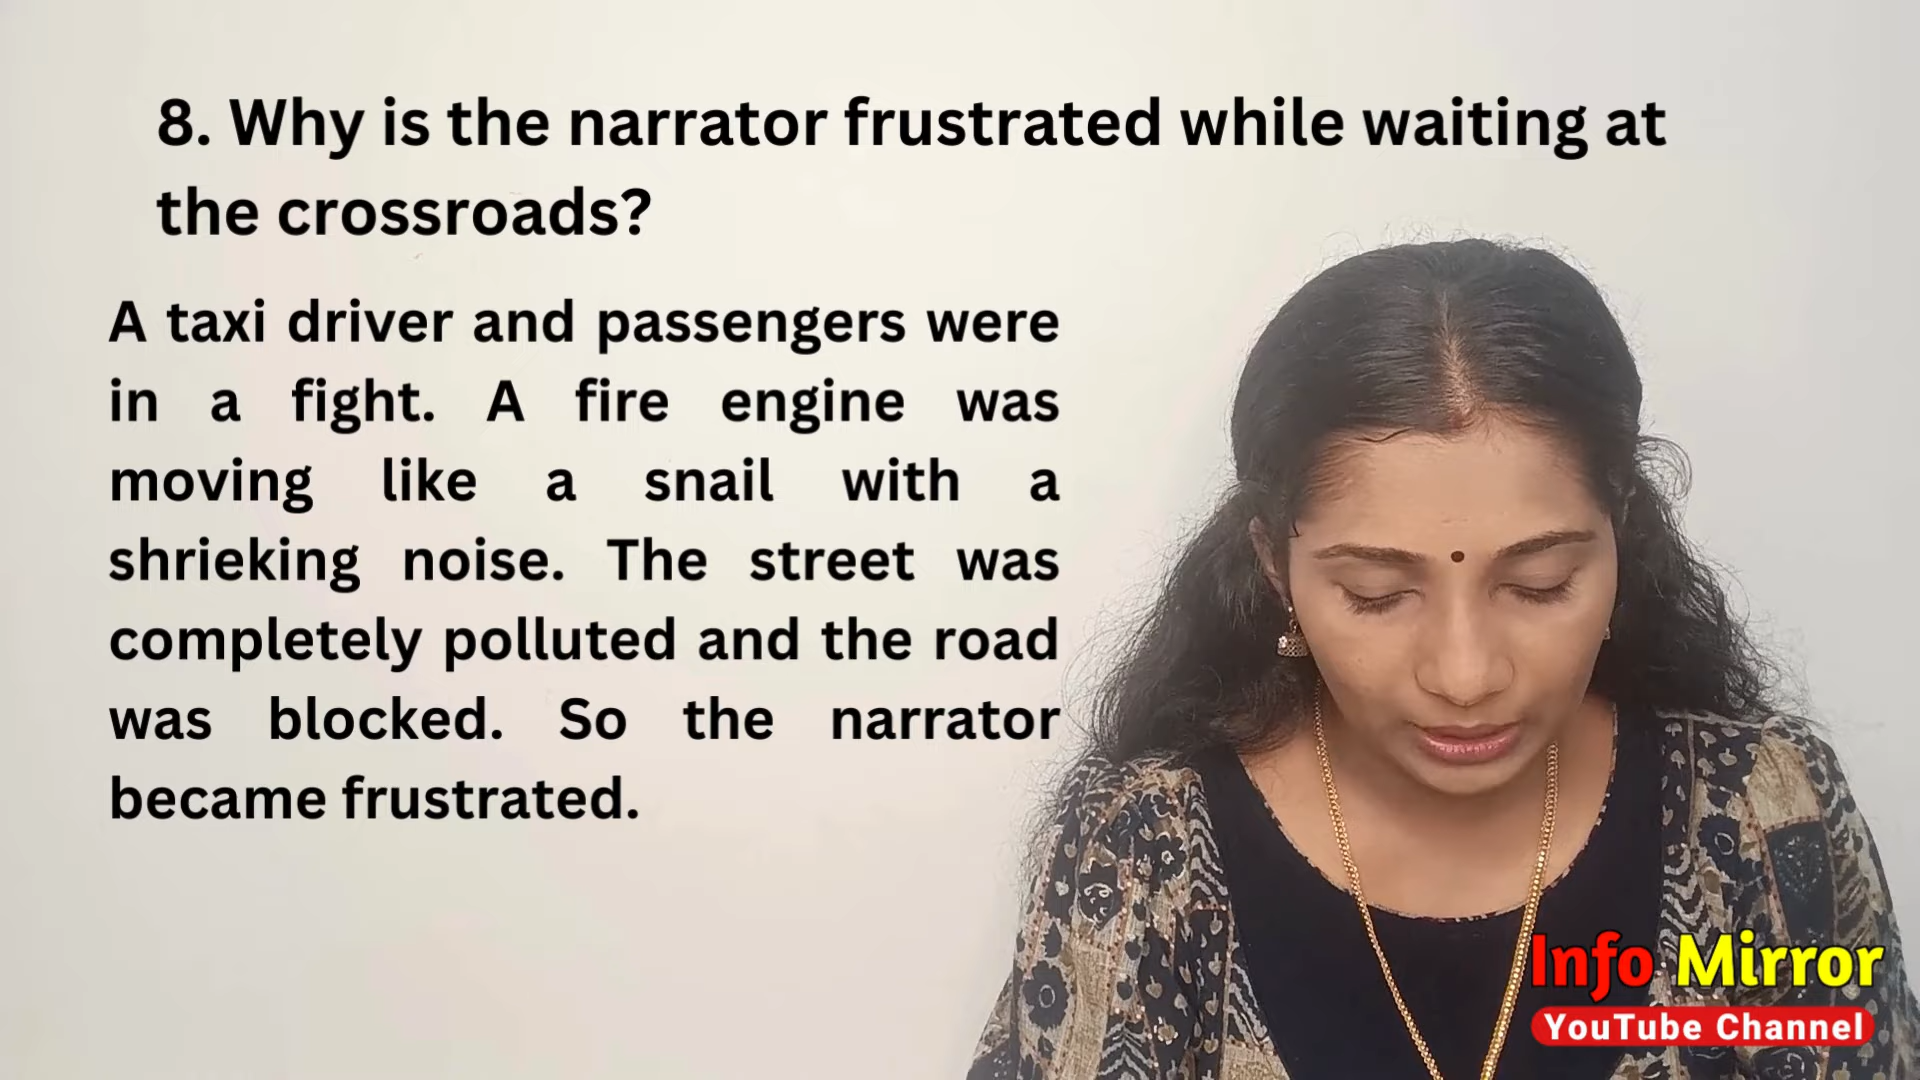 8. Why is the narrator frustrated while waiting at
the crossroads?
A taxi driver and passengers were
in a fight. A fire engine was
moving like a snail with a
shrieking noise. The street was
completely polluted and the road
was blocked. So the narrator
became frustrated.
Info Mirror
YouTube Channel